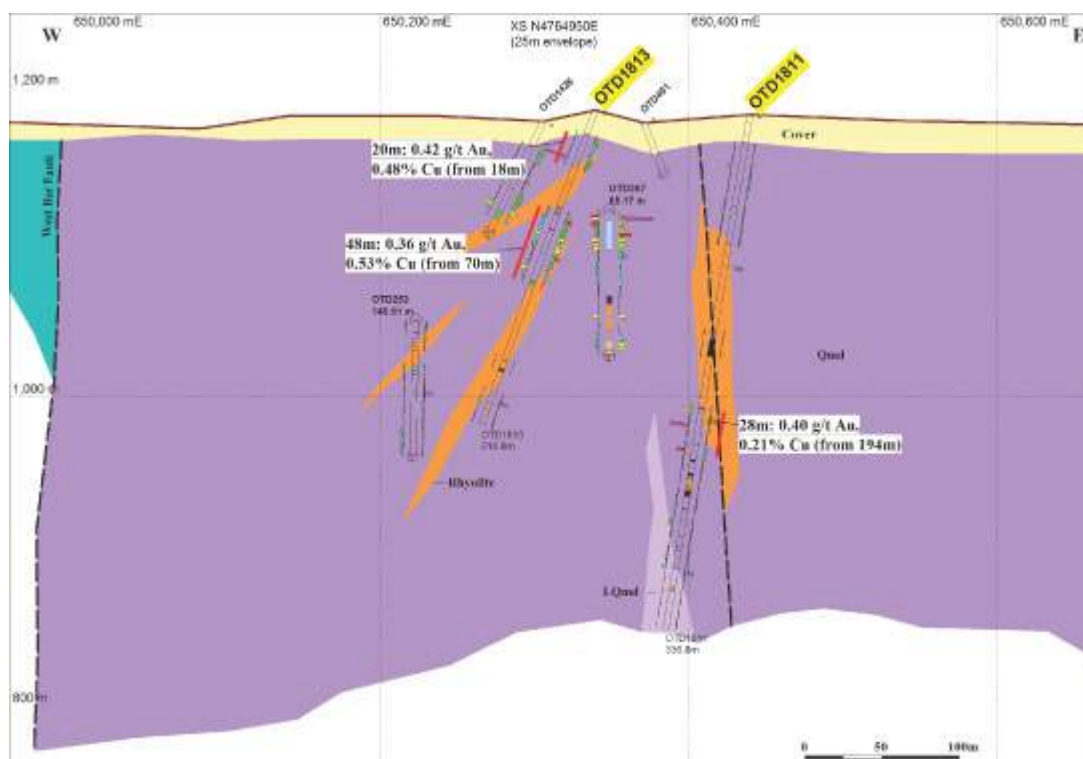 650,000 mE
650,200 mE
650,400 mE
650,600 mE
W
XS N4764950E
(25m envelope)
E
1,200 m
OTD1426
OTD1813
OTD1811
Cover
20m: 0.42 g/t Au,
0.48% Cu (from 18m)
West Bat Fault
48m: 0.36 g/t Au,
0.53% Cu (from 70m)
1,000 m
Qmd
28m: 0.40 g/t Au,
0.21% Cu (from 194m)
Rhyolite
800 m
0 50 100m